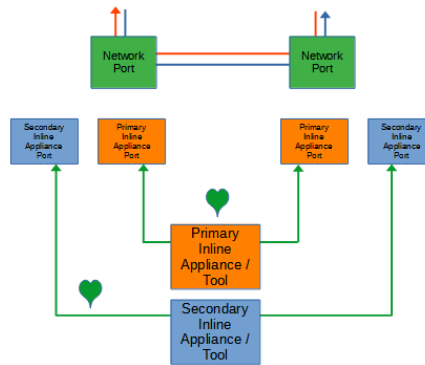 Network
Port
Network
Port
Secondary
Inline
Appliance
Port
Primary
Inline
Appliance
Port
Primary
Inline
Appliance
Port
Secondary
Inline
Appliance
Port
Primary
Inline
Appliance /
Tool
Secondary
Inline
Appliance /
Tool